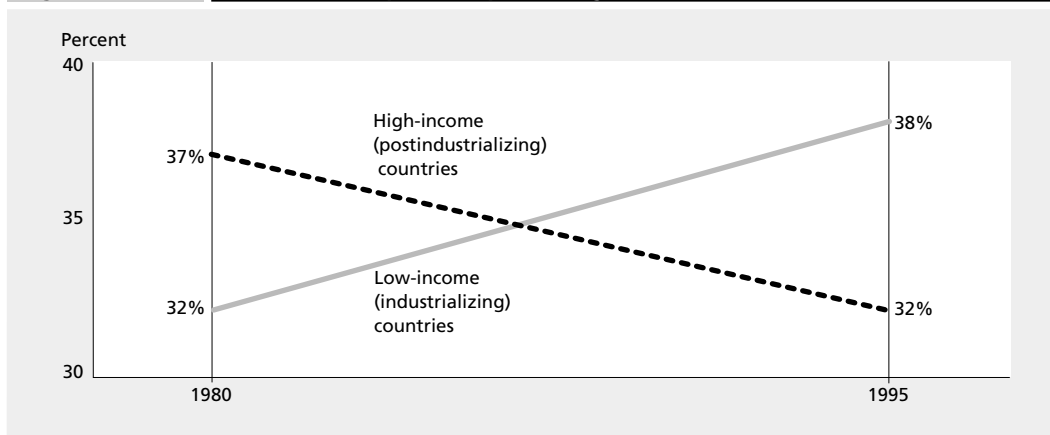 Percent
40
High-income
(postindustrializing)
countries
38%
37%
35
Low-income
(industrializing)
countries
32%
32%
30
1980
1995